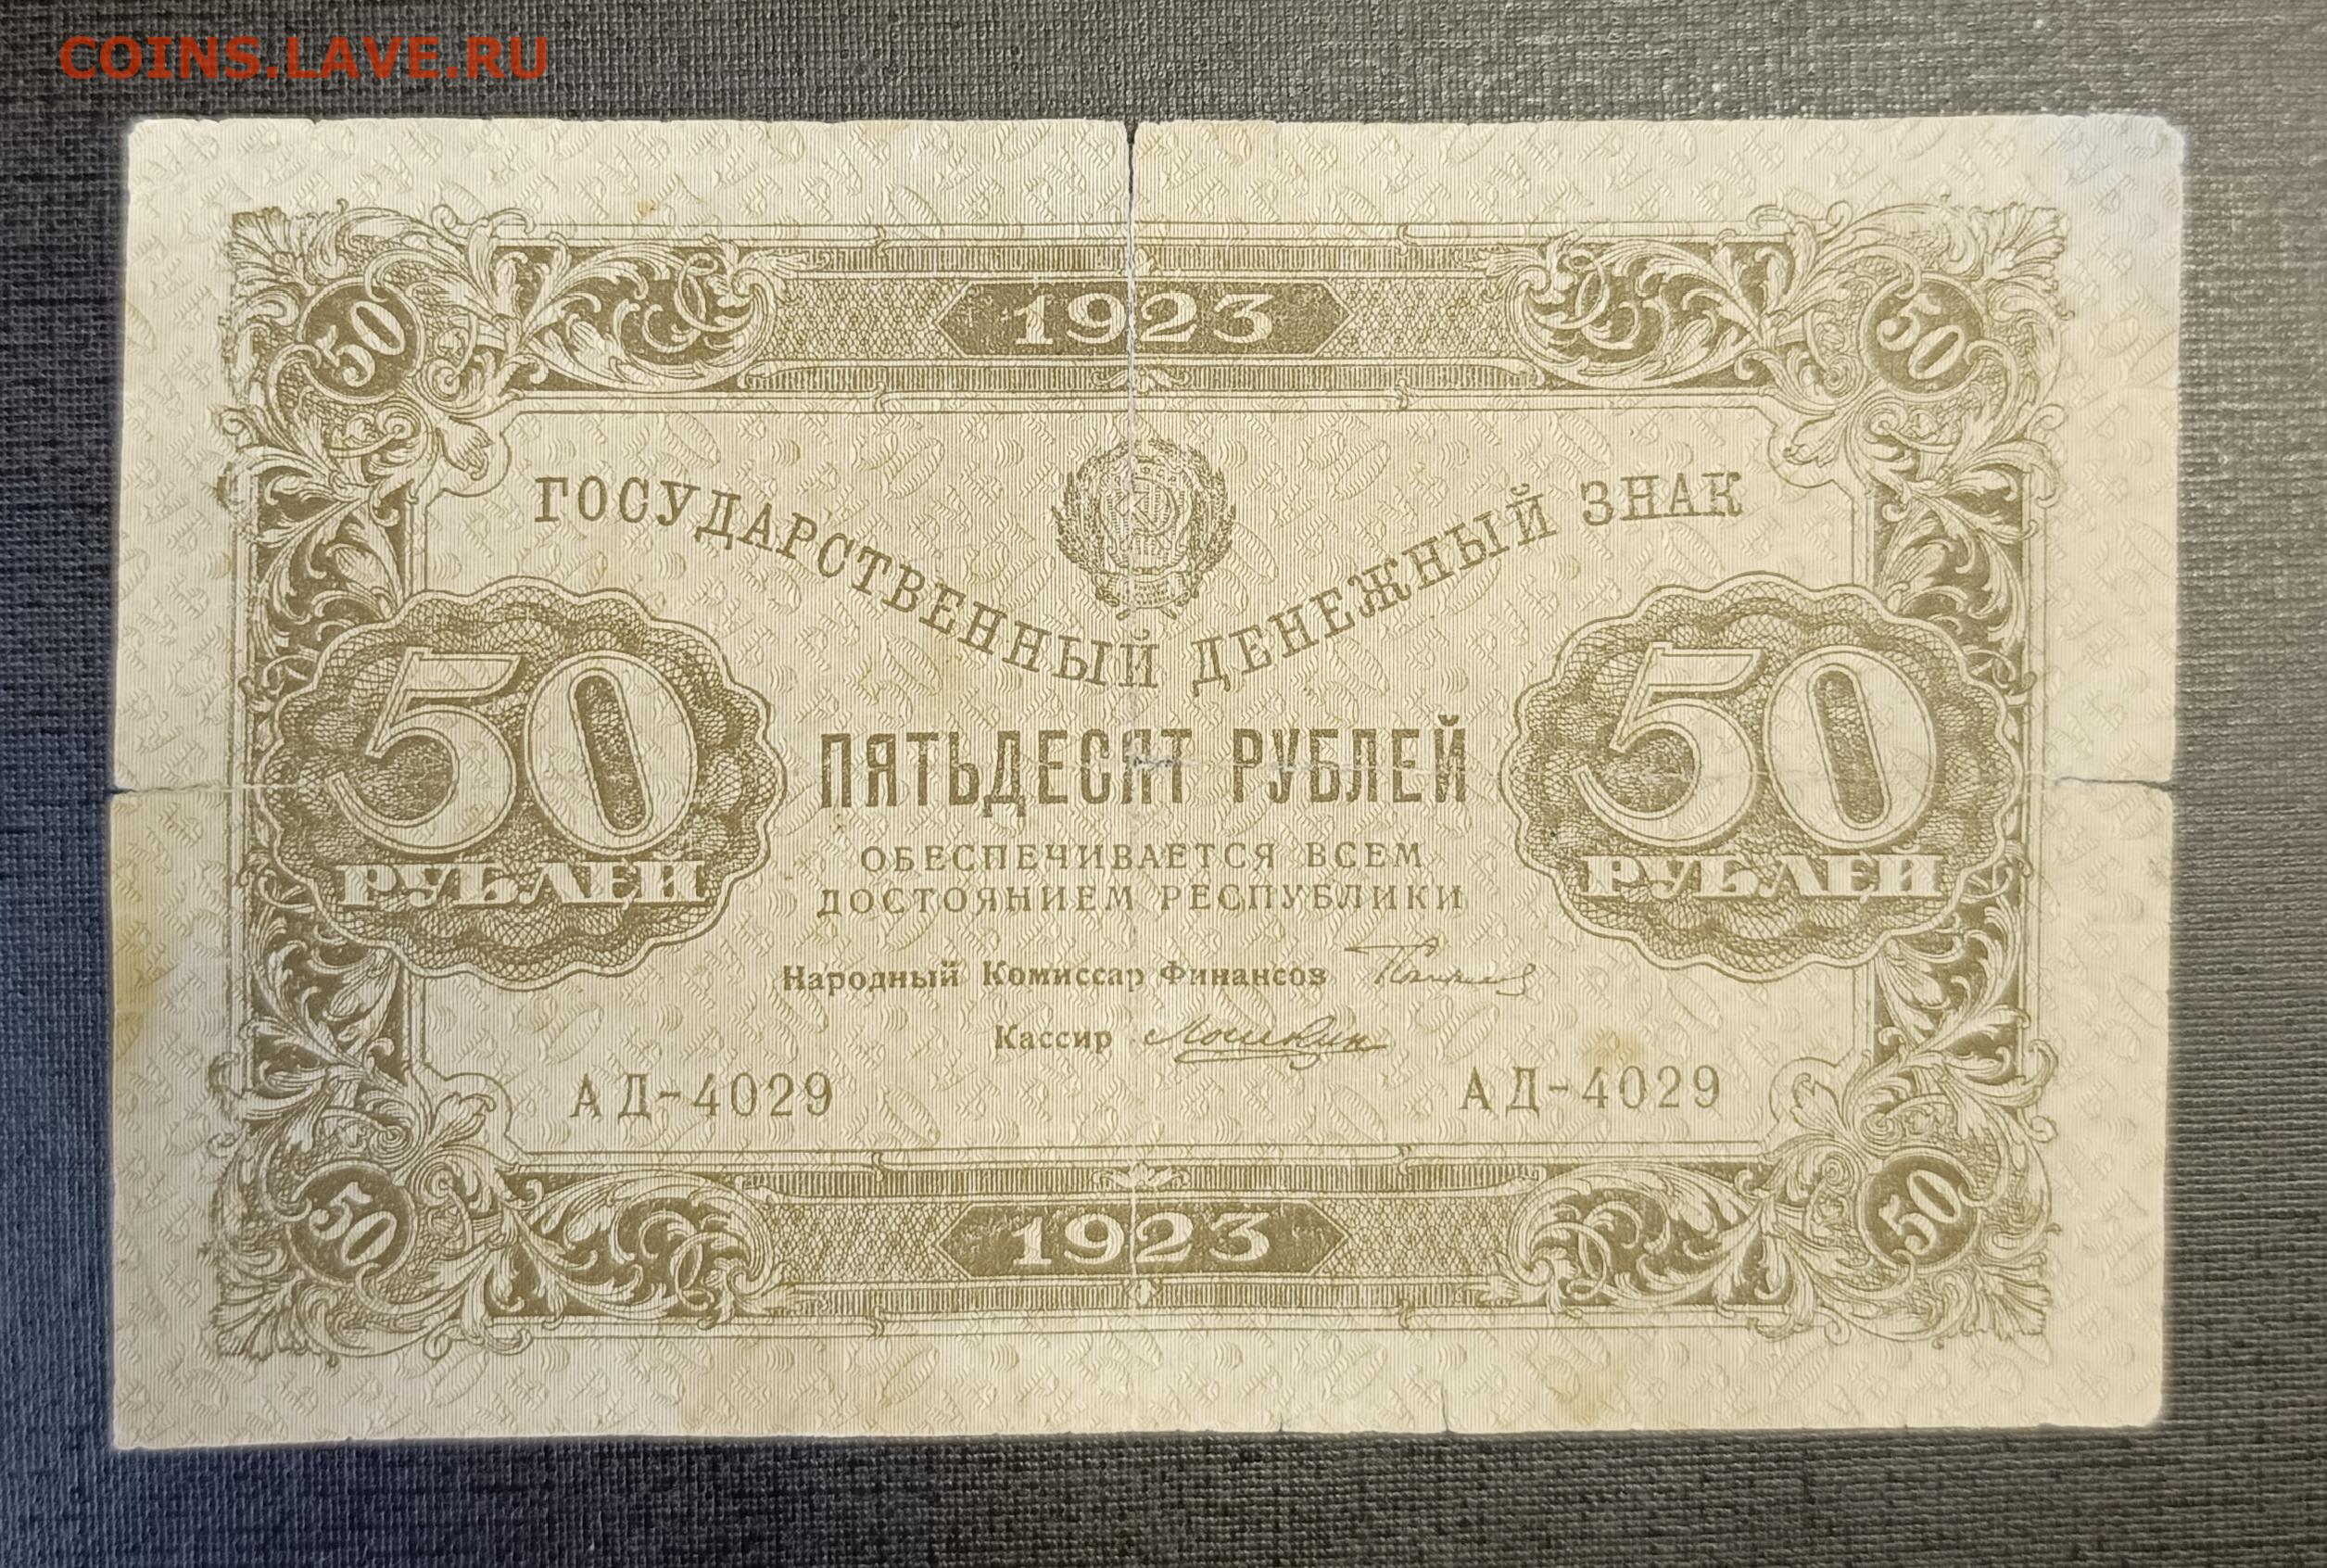 COINS.LAVE.RU
1923
50 50
ГОСУДАРСТВЕННЫЙ ДЕНЕЖНЫЙ ЗНАК
50 РУБЛЕЙ
ПЯТЬДЕСЯТ РУБЛЕЙ
50 РУБЛЕЙ
ОБЕСПЕЧИВАЕТСЯ ВСЕМ
ДОСТОЯНИЕМ РЕСПУБЛИКИ
Народный Комиссар Финансов
Кассир
АД-4029 АД-4029
50 50
1923